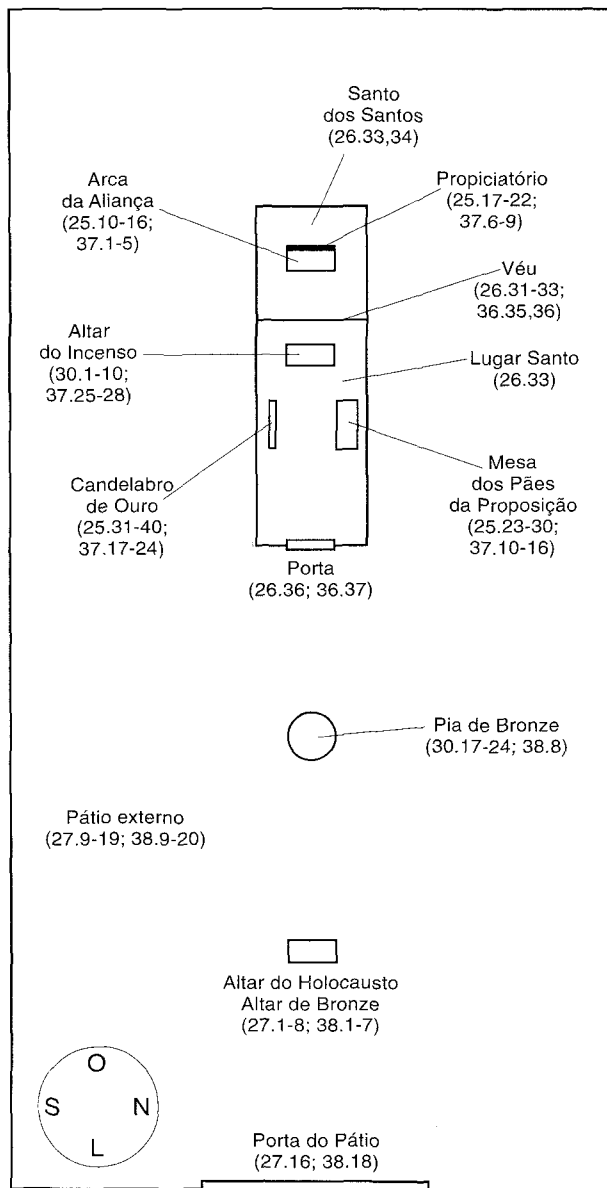 Santo
dos Santos
(26.33,34)
Arca
da Aliança
(25.10-16;
37.1-5)
Propiciatório
(25.17-22;
37.6-9)
Véu
(26.31-33;
36.35,36)
Altar
do Incenso
(30.1-10;
37.25-28)
Lugar Santo
(26.33)
Candelabro
de Ouro
(25.31-40;
37.17-24)
Mesa
dos Pães
da Proposição
(25.23-30;
37.10-16)
Porta
(26.36; 36.37)
Pia de Bronze
(30.17-24; 38.8)
Pátio externo
(27.9-19; 38.9-20)
Altar do Holocausto
Altar de Bronze
(27.1-8; 38.1-7)
O
S N
L
Porta do Pátio
(27.16; 38.18)